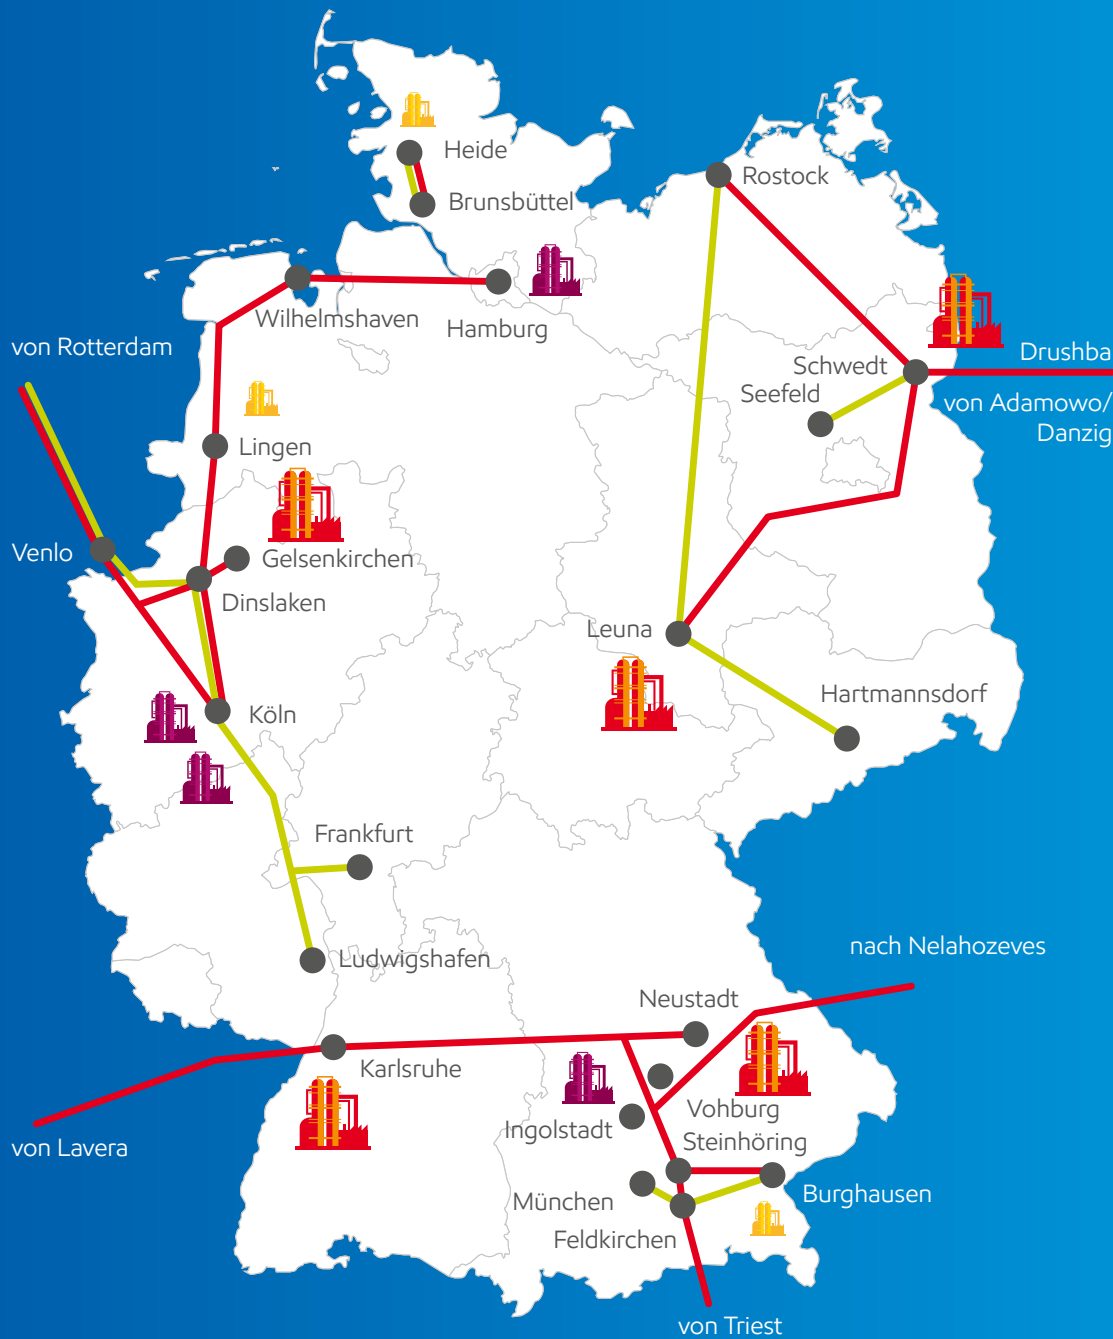 Heide
Brunsbüttel
Rostock
Wilhelmshaven
Hamburg
von Rotterdam
Drushba
Schwedt
Seefeld
von Adamowo/
Danzig
Lingen
Venlo
Gelsenkirchen
Dinslaken
Leuna
Hartmannsdorf
Köln
Frankfurt
Ludwigshafen
nach Nelahozeves
Neustadt
Karlsruhe
Vohburg
Ingolstadt
Steinhöring
von Lavera
München
Burghausen
Feldkirchen
von Triest